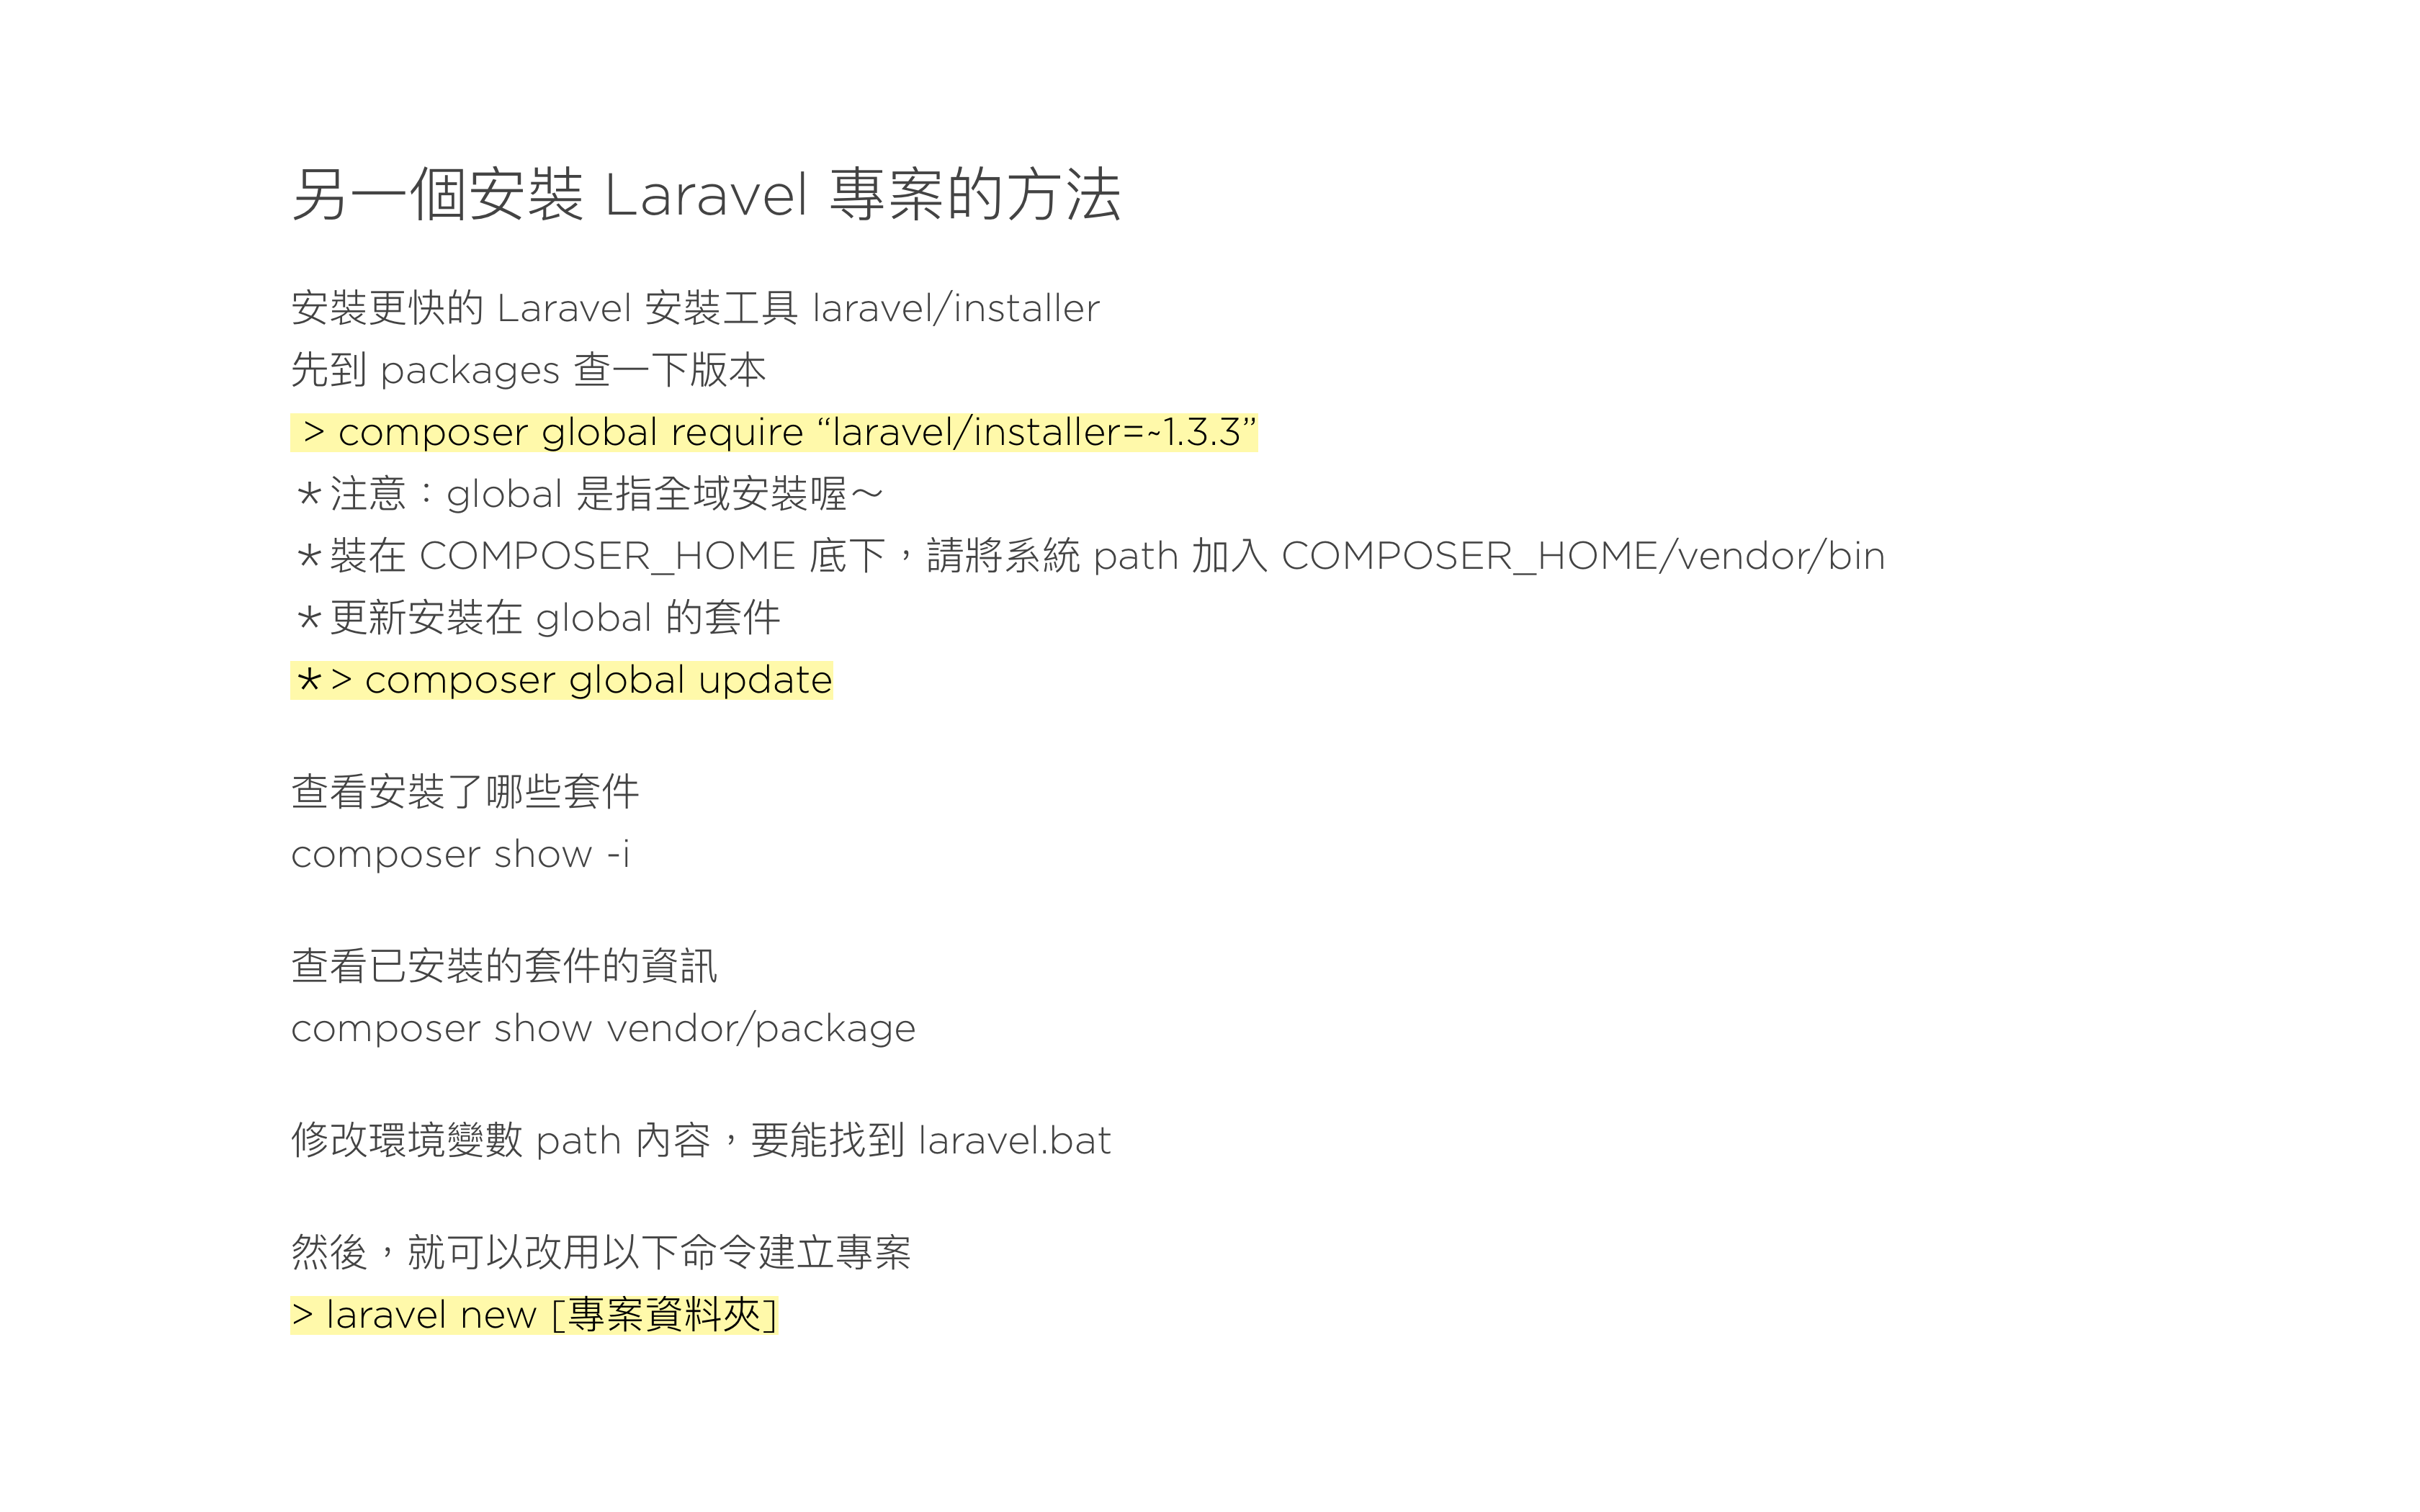 另一個安裝 Laravel 專案的方法
安裝更快的 Laravel 安裝工具 laravel/installer
先到 packages 查一下版本
> composer global require “laravel/installer=~1.3.3”
＊注意：global 是指全域安裝喔～
＊裝在 COMPOSER_HOME 底下，請將系統 path 加入 COMPOSER_HOME/vendor/bin
＊更新安裝在 global 的套件
＊> composer global update
查看安裝了哪些套件
composer show -i
查看已安裝的套件的資訊
composer show vendor/package
修改環境變數 path 內容，要能找到 laravel.bat
然後，就可以改用以下命令建立專案
> laravel new [專案資料夾]